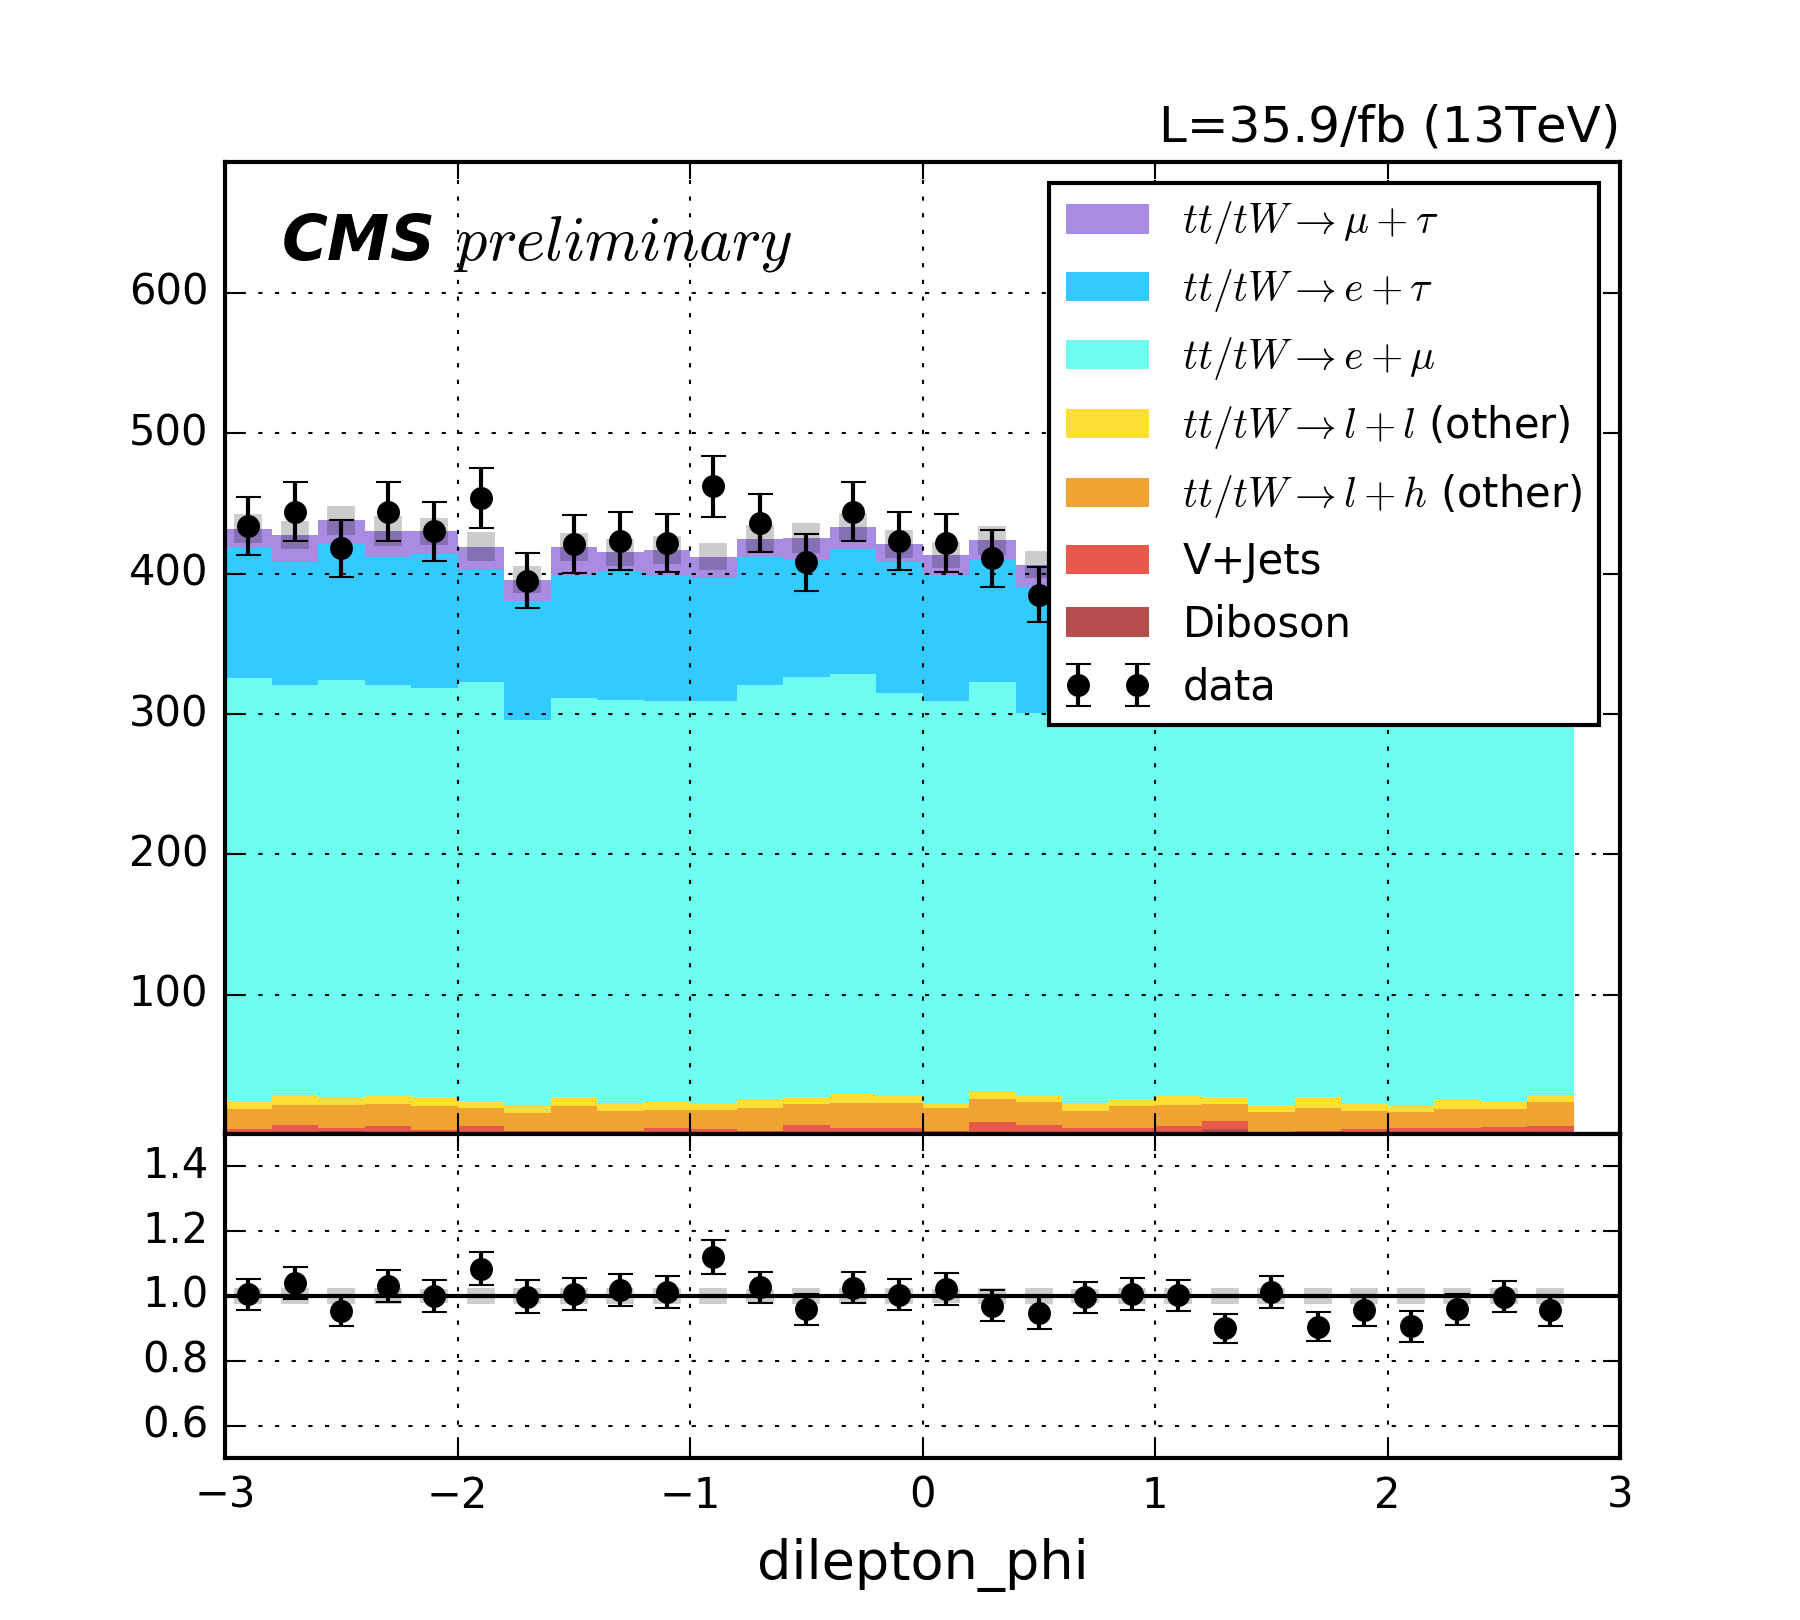 L=35.9/fb (13TeV)
CMS preliminary
tt/tW→μ+τ
tt/tW→e+τ
tt/tW→e+μ
tt/tW→l+l (other)
tt/tW→l+h (other)
V+Jets
Diboson
data
600
500
400
300
200
100
1.4
1.2
1.0
0.8
0.6
−3 −2 −1 0 1 2 3
dilepton_phi